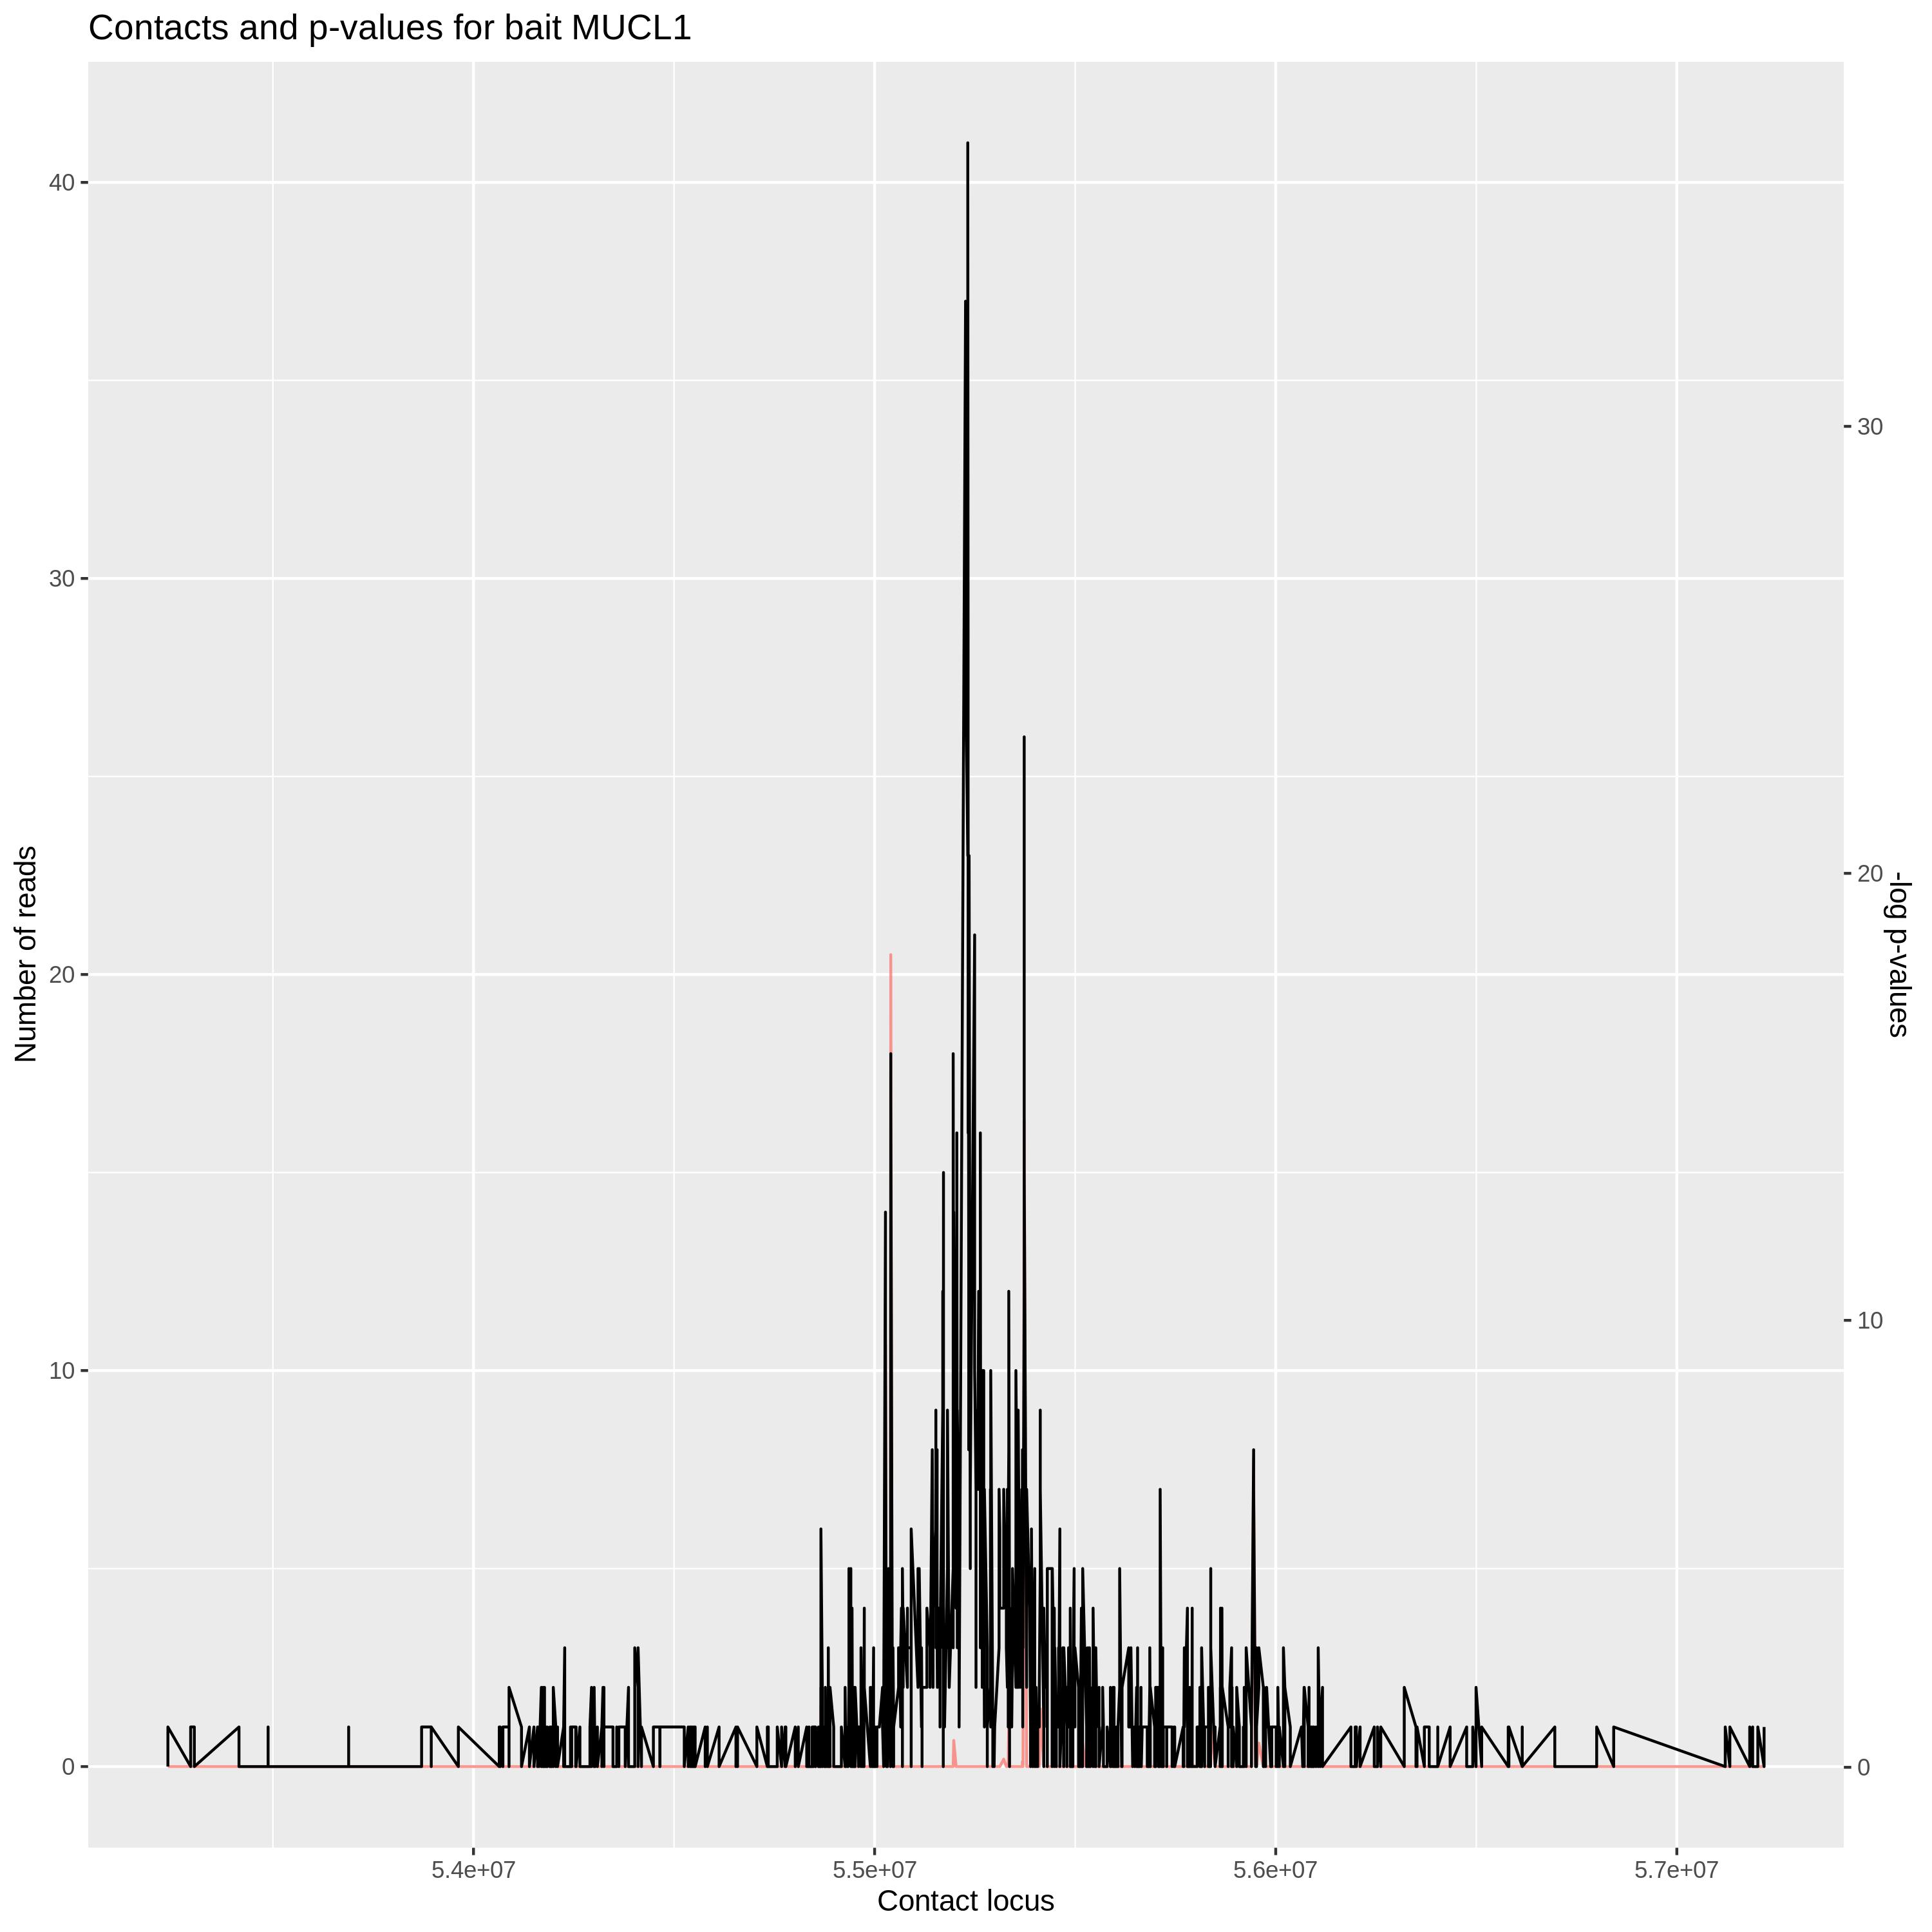 Contacts and p-values for bait MUCL1
40
30
20
10
0
Number of reads
30
20
10
0
-log p-values
5.4e+07
5.5e+07
5.6e+07
5.7e+07
Contact locus